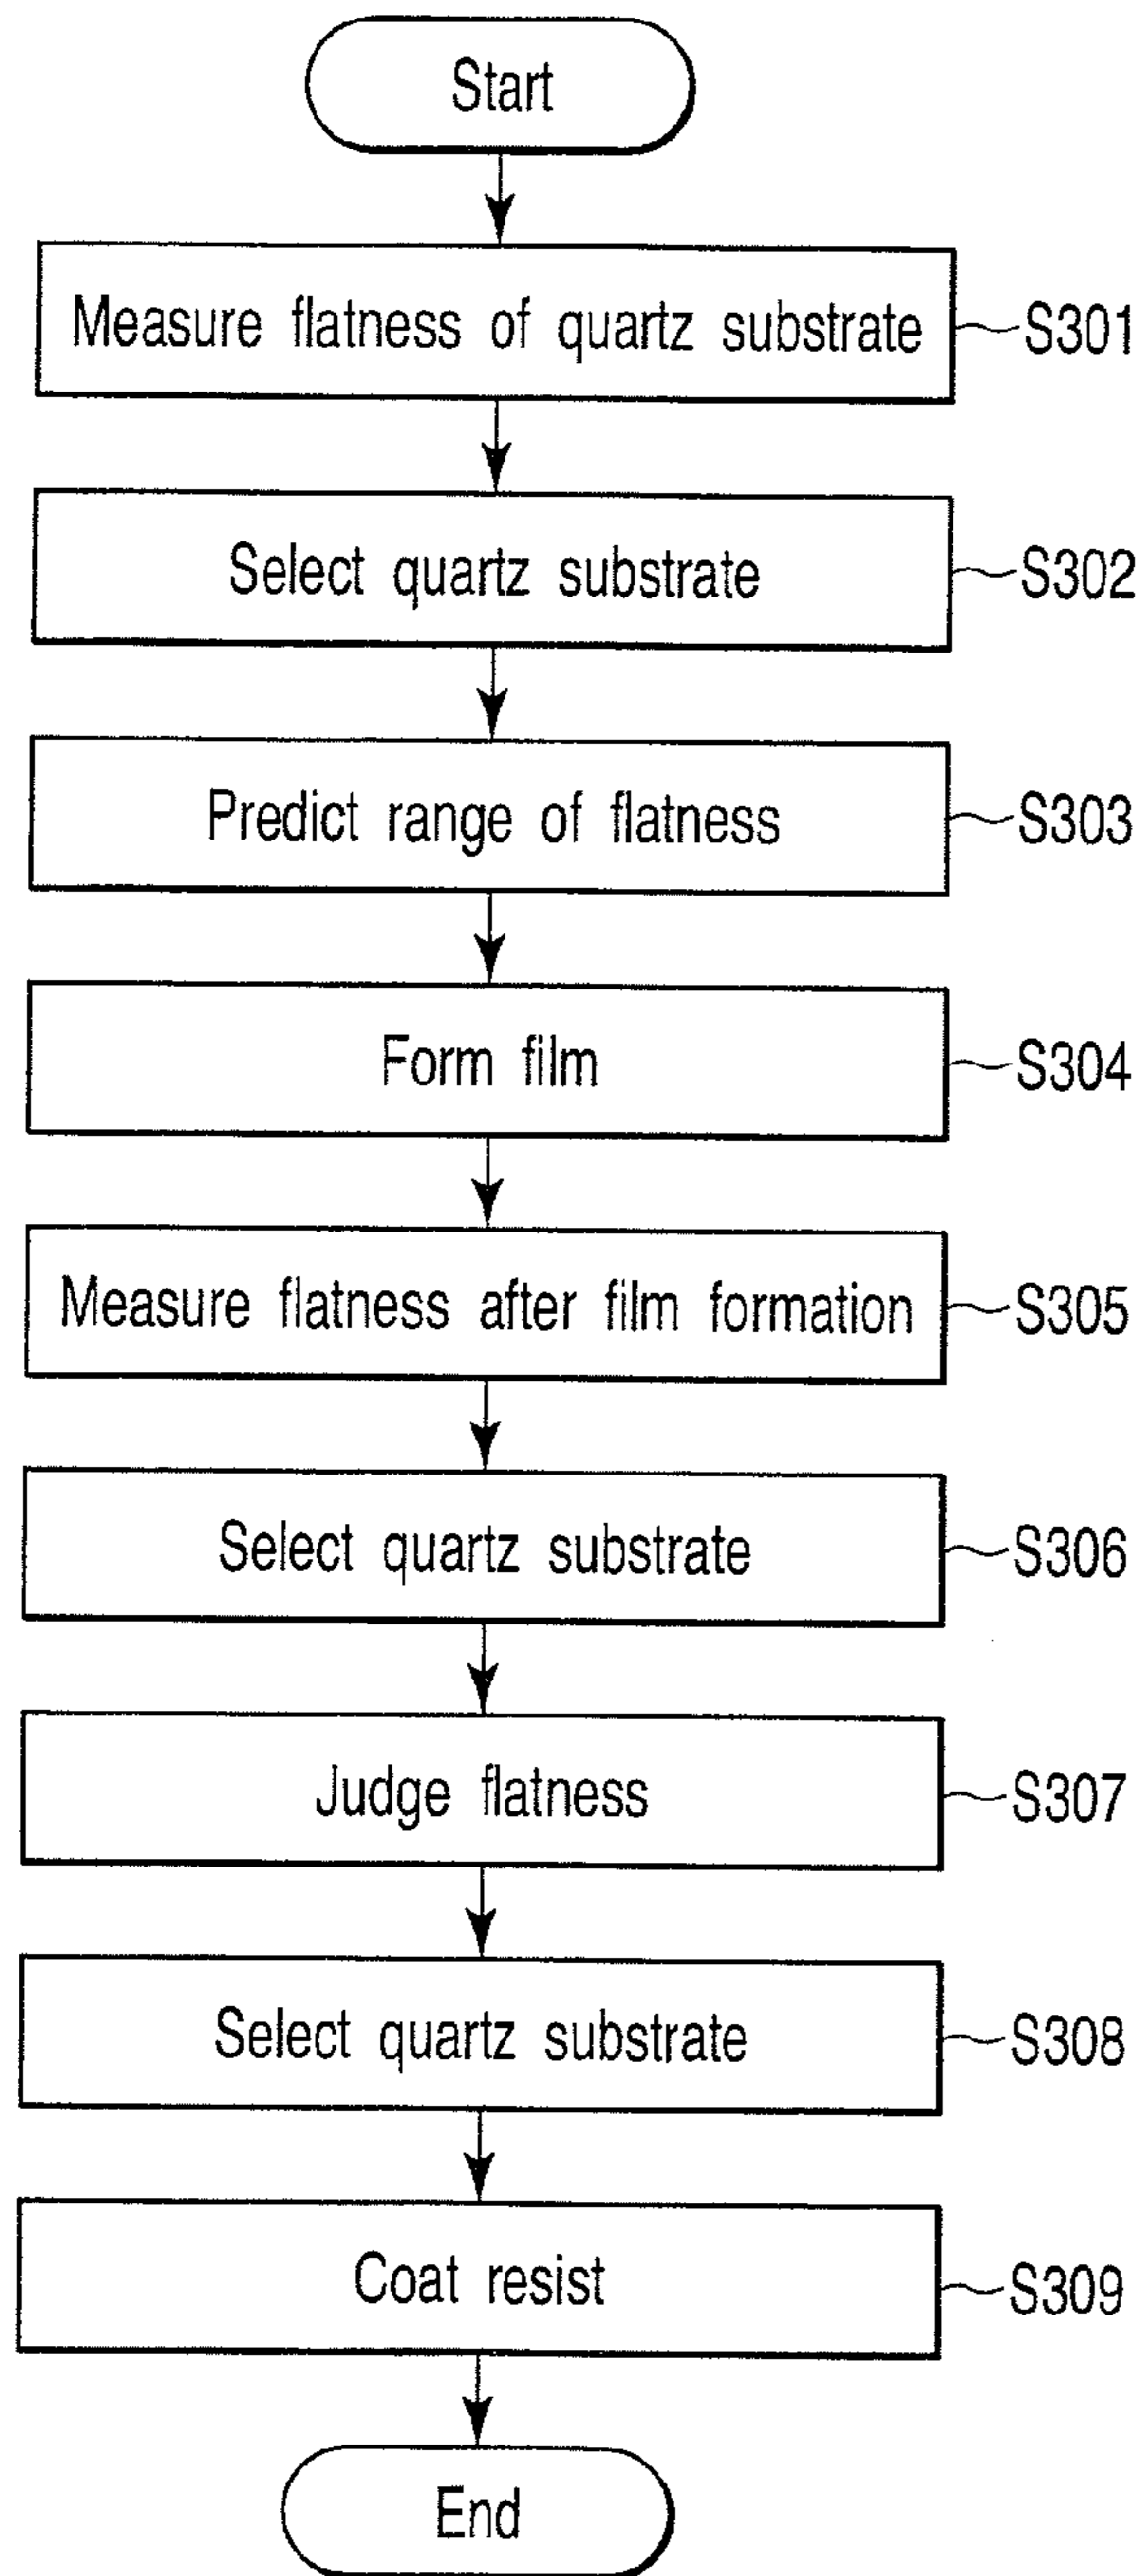 Start
Measure flatness of quartz substrate
S301
Select quartz substrate
S302
Predict range of flatness
S303
Form film
S304
Measure flatness after film formation
S305
Select quartz substrate
S306
Judge flatness
S307
Select quartz substrate
S308
Coat resist
S309
End